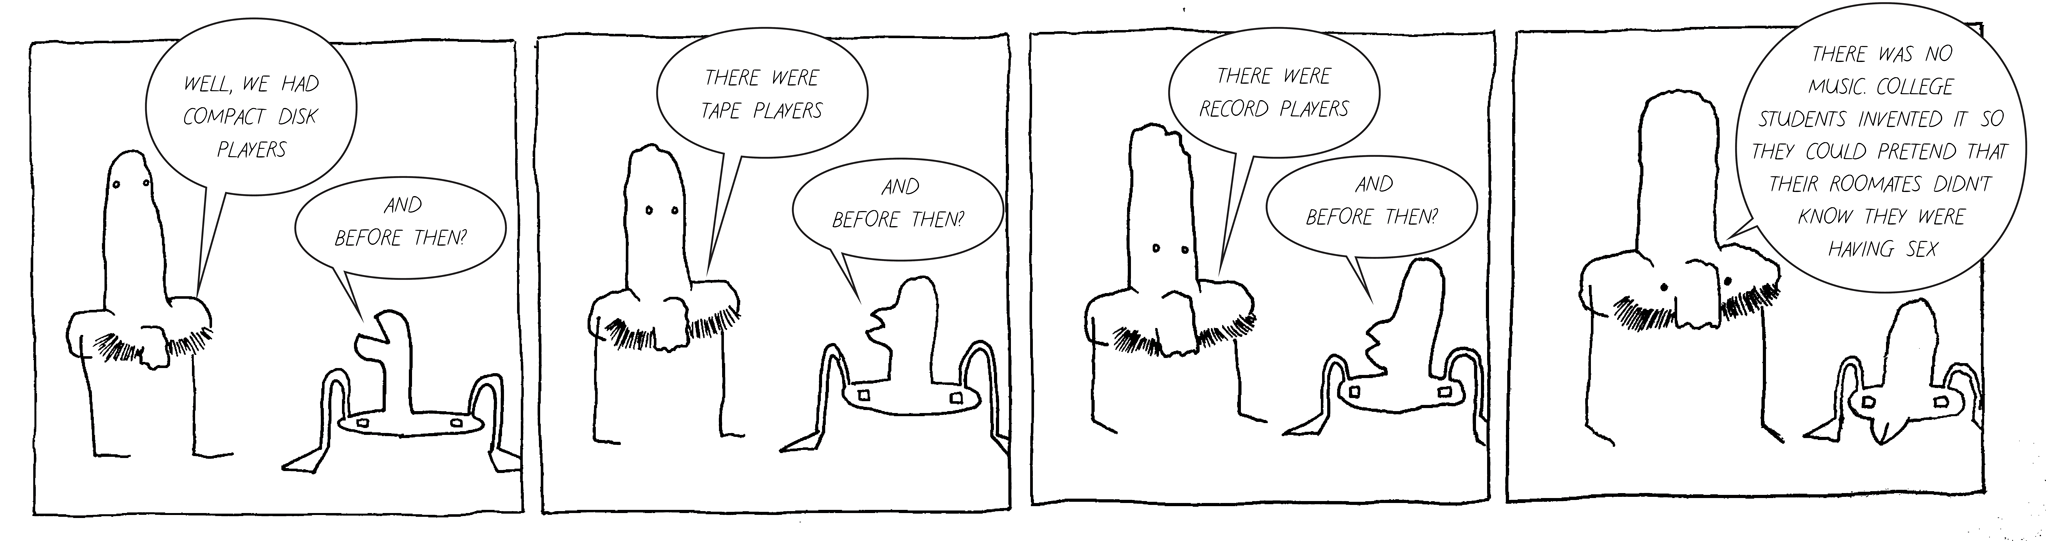 WELL, WE HAD
COMPACT DISK
PLAYERS
AND
BEFORE THEN?
THERE WERE
TAPE PLAYERS
AND
BEFORE THEN?
THERE WERE
RECORD PLAYERS
AND
BEFORE THEN?
THERE WAS NO
MUSIC. COLLEGE
STUDENTS INVENTED IT SO
THEY COULD PRETEND THAT
THEIR ROOMATES DIDN'T
KNOW THEY WERE
HAVING SEX